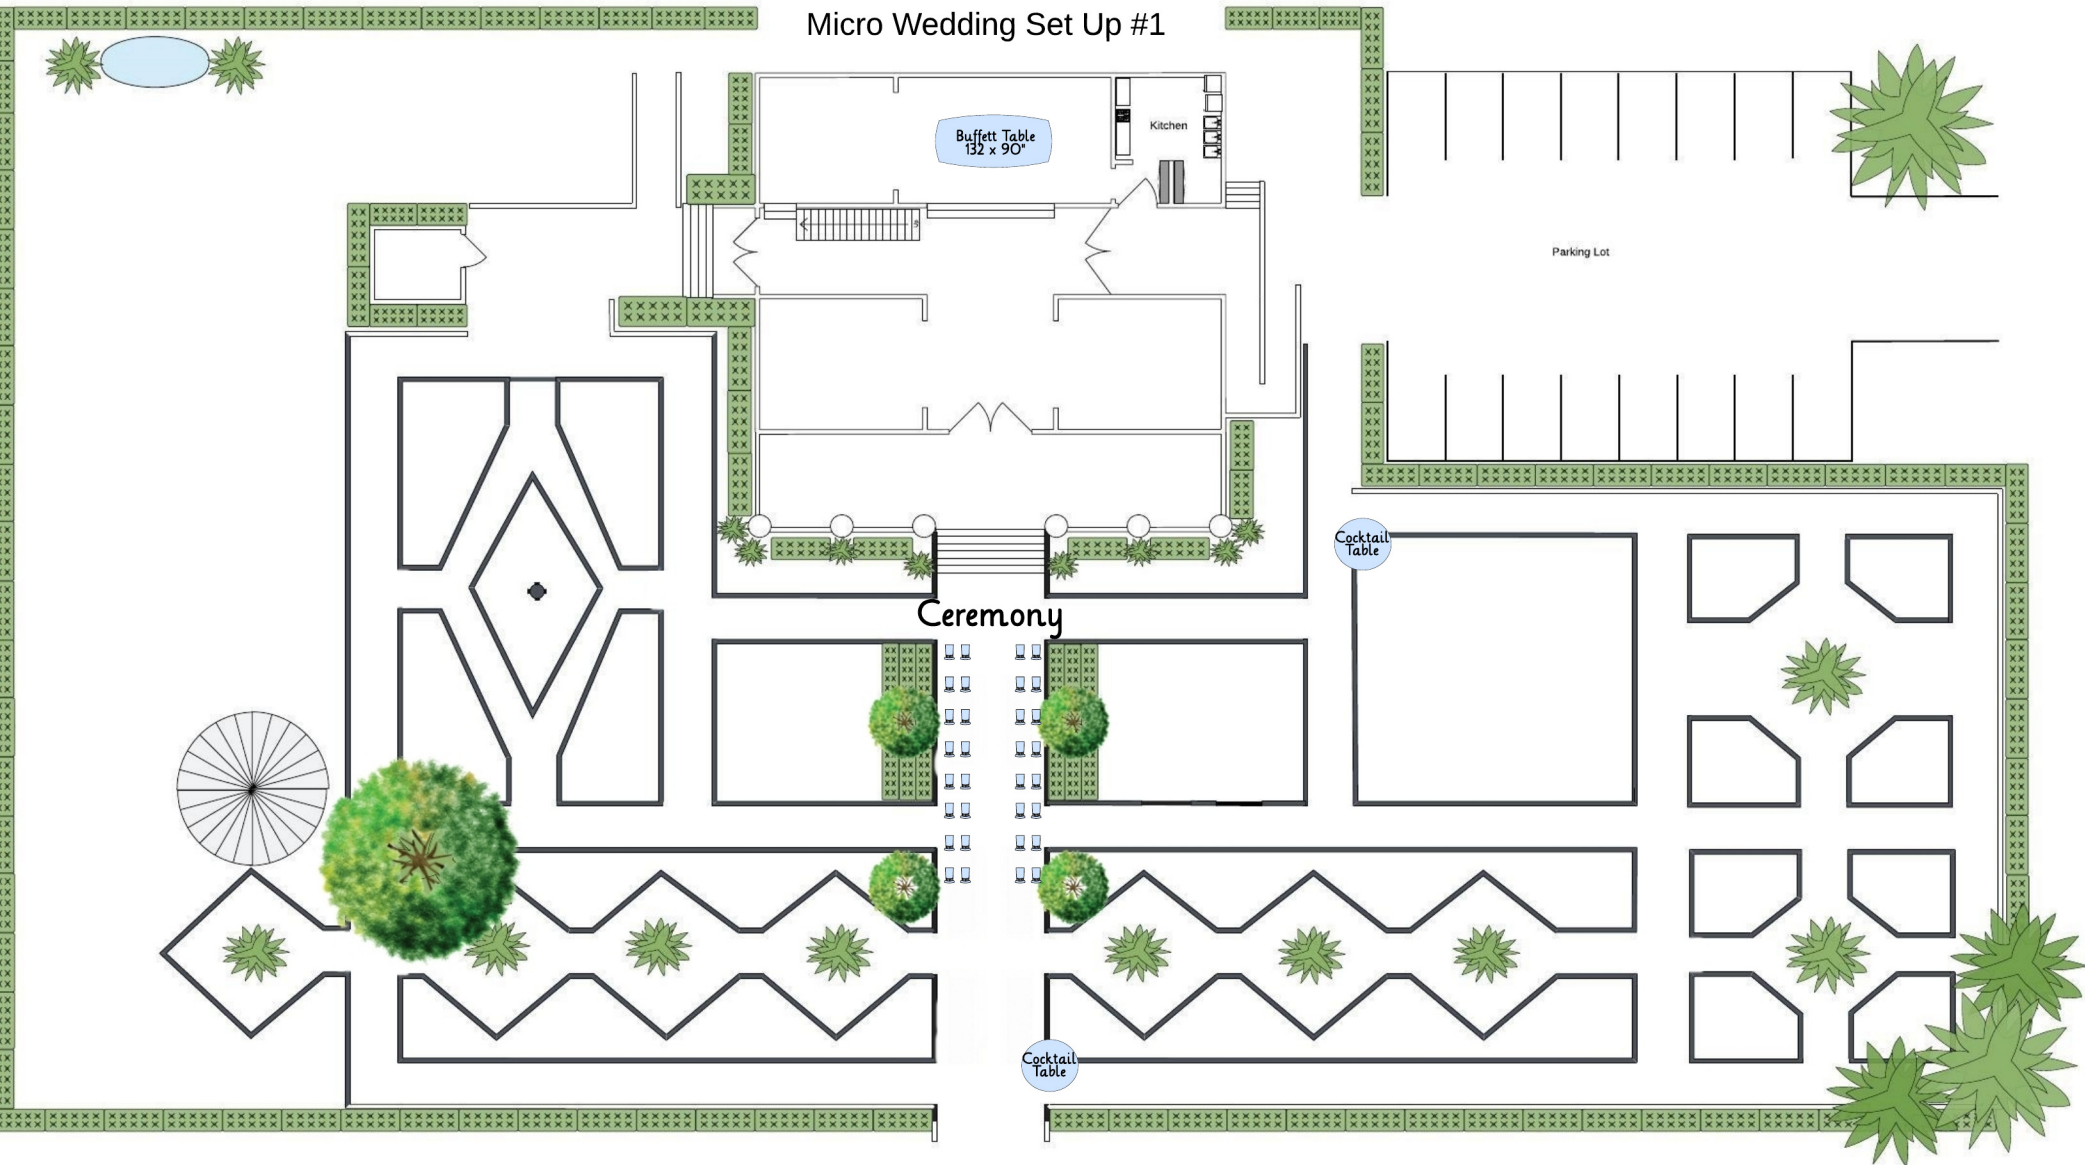 Micro Wedding Set Up #1
Buffett Table
132 x 90"
Kitchen
Parking Lot
Cocktail
Table
Ceremony
Cocktail
Table